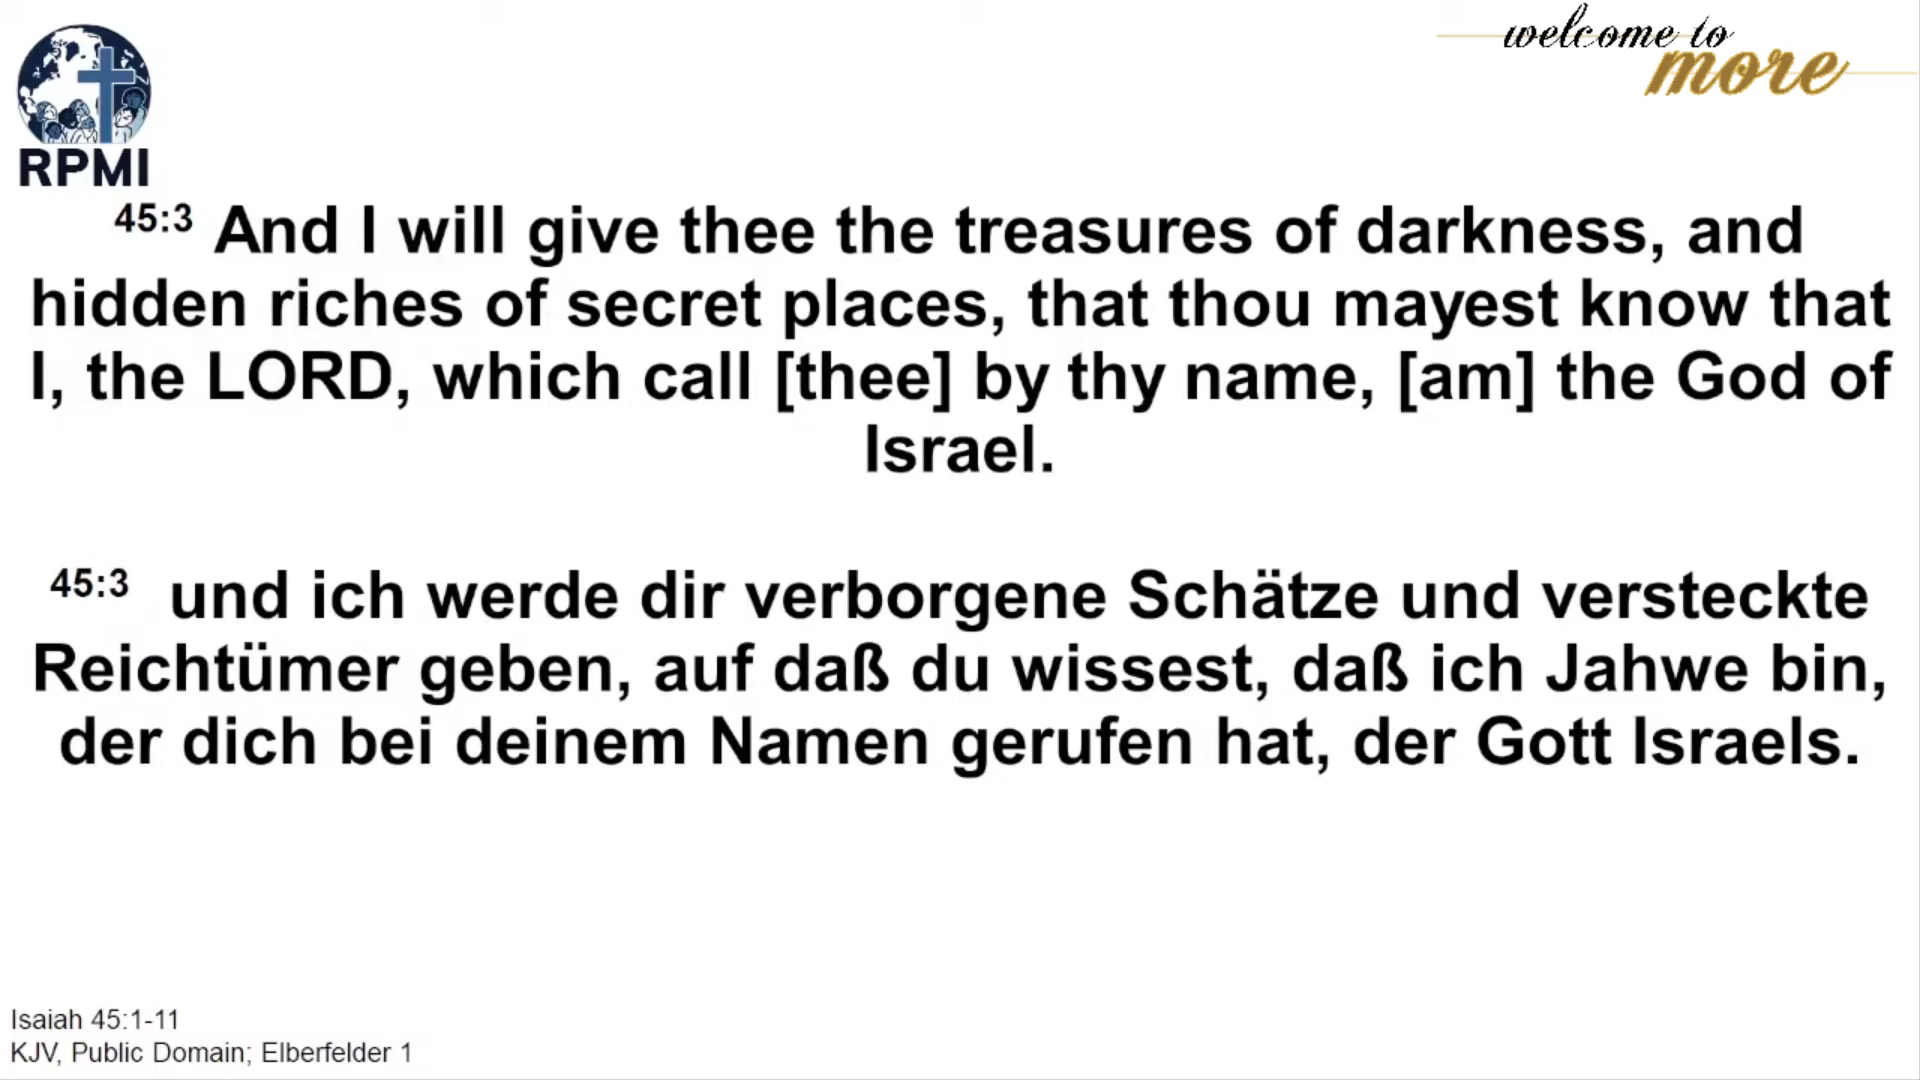 welcome to
more
RPMI
45:3 And I will give thee the treasures of darkness, and
hidden riches of secret places, that thou mayest know that
I, the LORD, which call [thee] by thy name, [am] the God of
Israel.
45:3 und ich werde dir verborgene Schätze und versteckte
Reichtümer geben, auf daß du wissest, daß ich Jahwe bin,
der dich bei deinem Namen gerufen hat, der Gott Israels.
Isaiah 45:1-11
KJV, Public Domain; Elberfelder 1